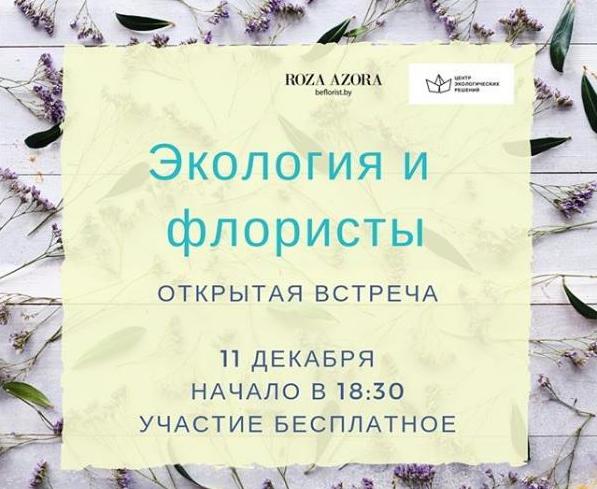 ROZA AZORA
beflorist.by
ЦЕНТР
ЭКОЛОГИЧЕСКИХ
РЕШЕНИЙ
Экология и
флористы
ОТКРЫТАЯ ВСТРЕЧА
11 ДЕКАБРЯ
НАЧАЛО В 18:30
УЧАСТИЕ БЕСПЛАТНОЕ